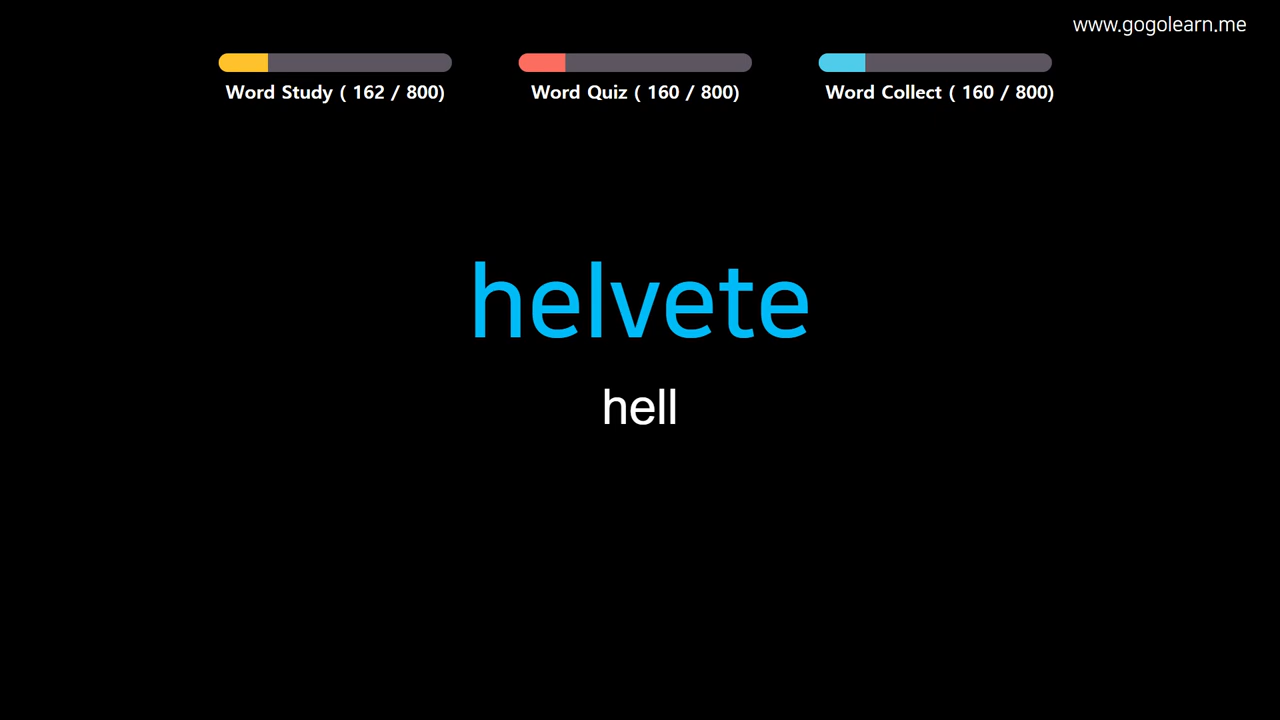 www.gogolearn.me
Word Study ( 162 / 800)
Word Quiz ( 160 / 800)
Word Collect ( 160 / 800)
helvete
hell